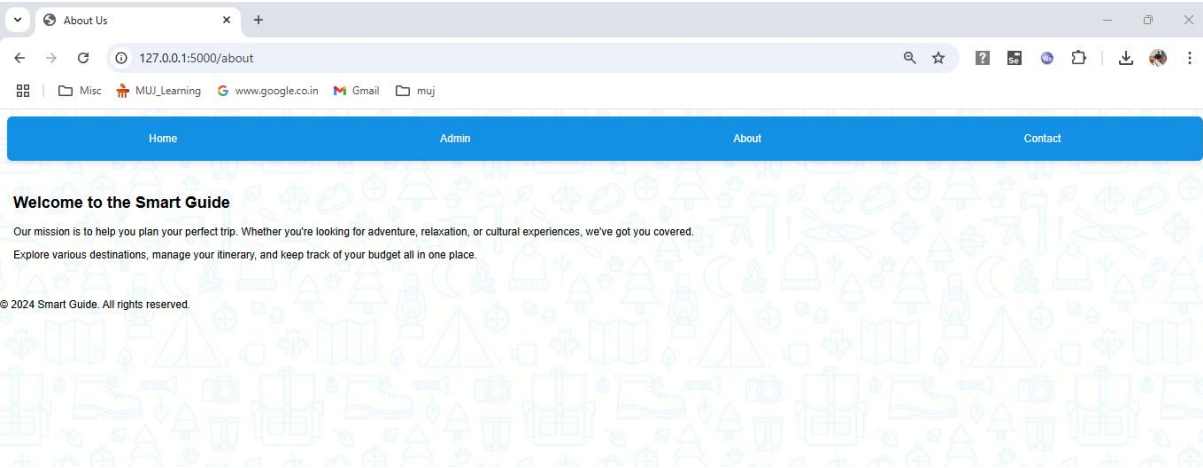 About Us
127.0.0.1:5000/about
Misc MUJ_Learning www.google.co.in Gmail muj
Home Admin About Contact
Welcome to the Smart Guide
Our mission is to help you plan your perfect trip. Whether you're looking for adventure, relaxation, or cultural experiences, we've got you covered.
Explore various destinations, manage your itinerary, and keep track of your budget all in one place.
© 2024 Smart Guide. All rights reserved.